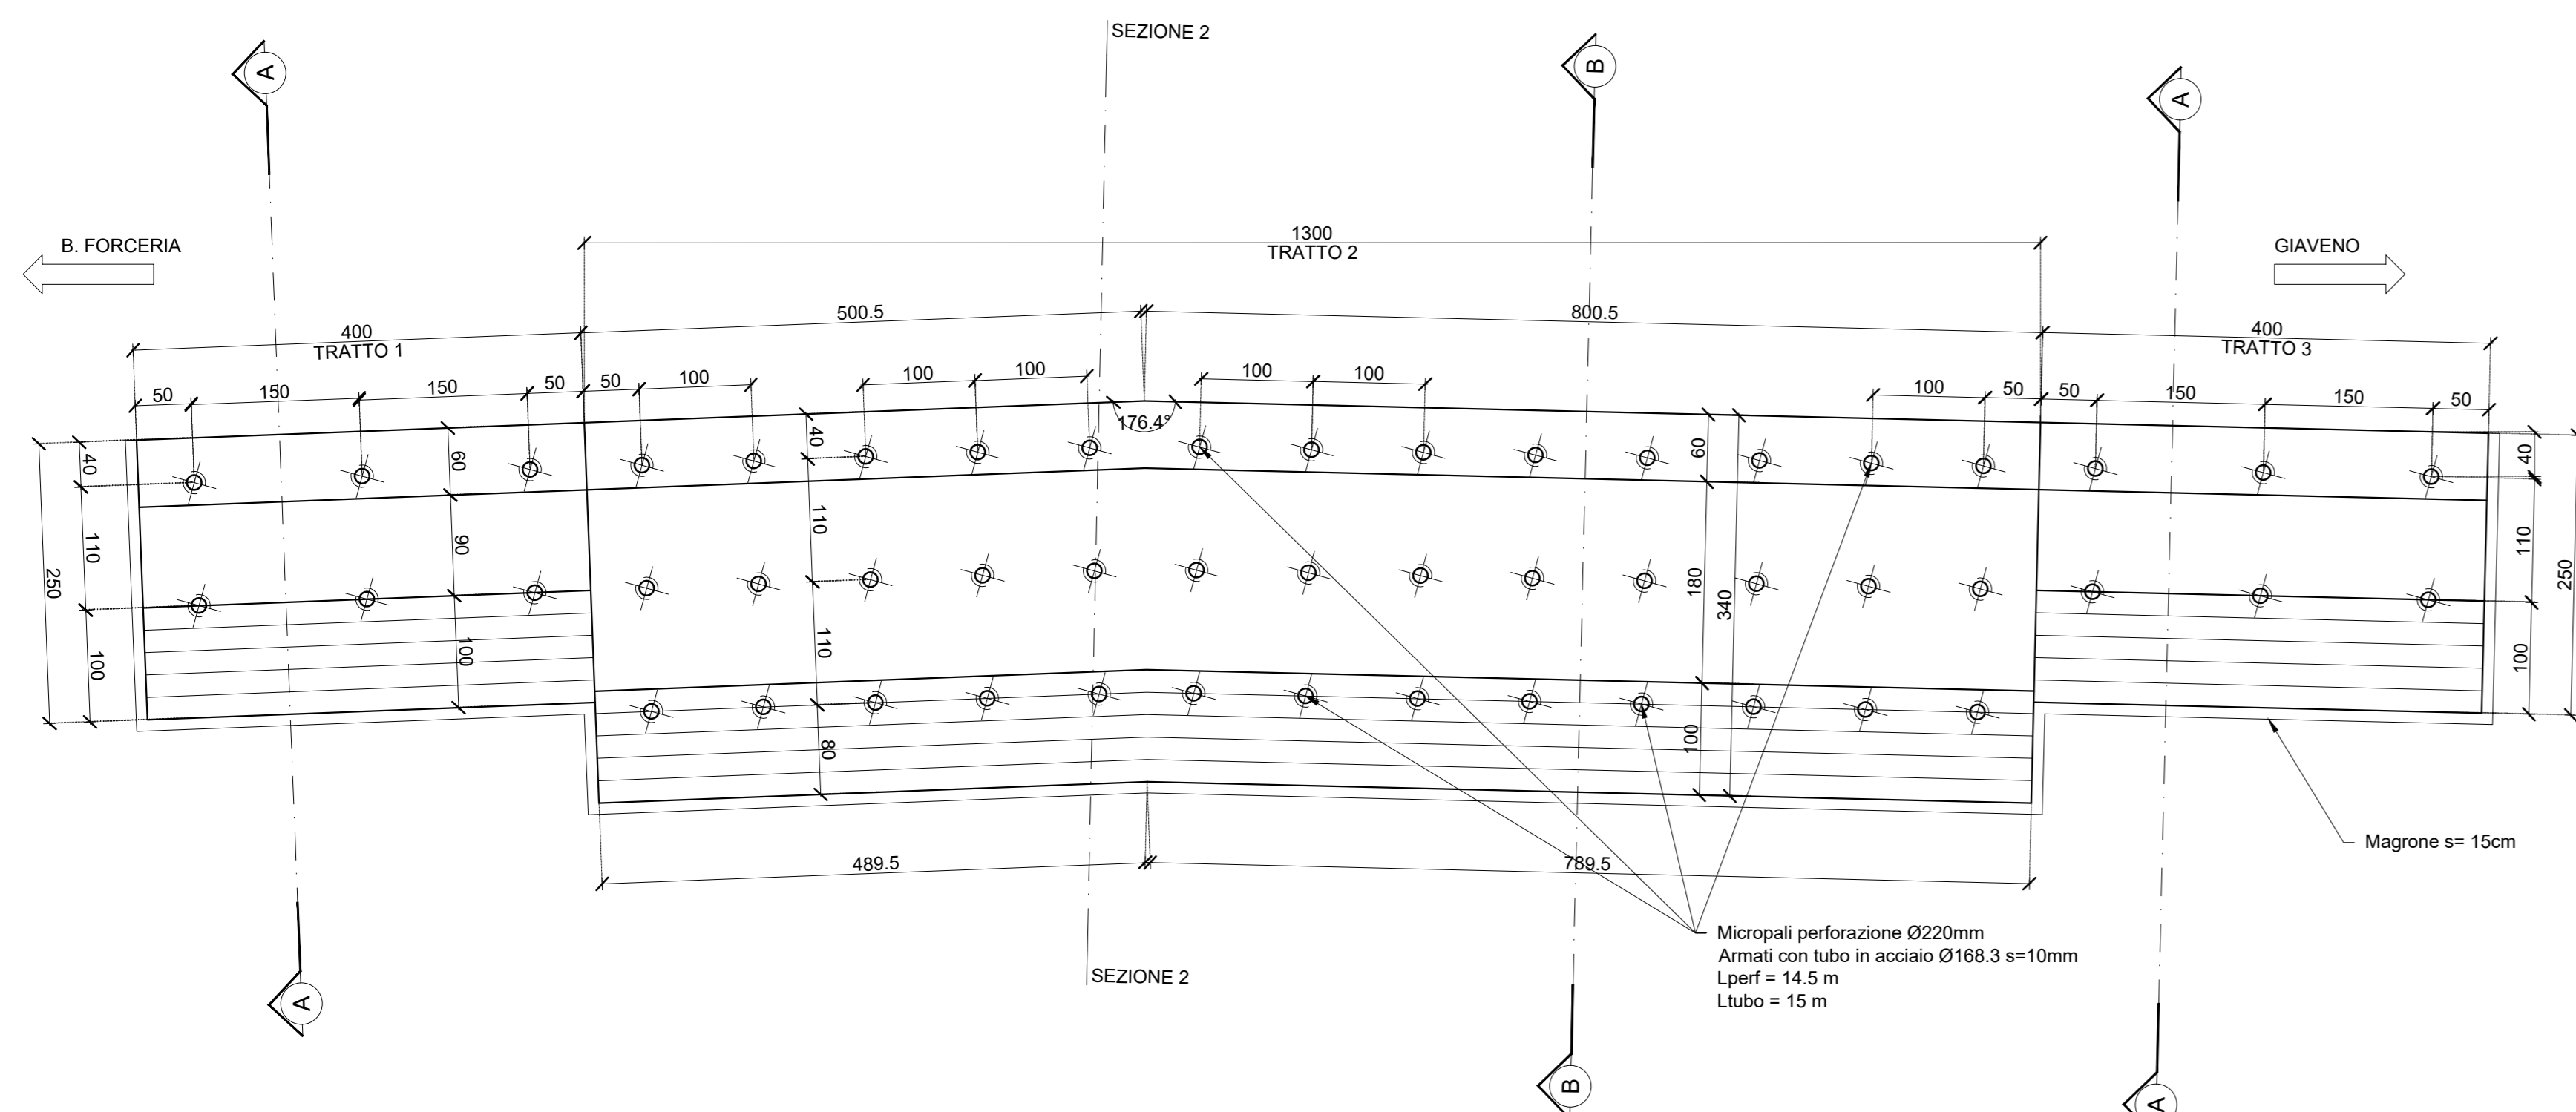 SEZIONE 2
A
B
A
B. FORCERIA
GIAVENO
1300
TRATTO 2
500.5
800.5
400
TRATTO 1
400
TRATTO 3
50
150
150
50
50
100
100
100
100
100
100
50
50
150
150
50
176.4°
40
60
40
60
40
110
90
110
180
110
250
340
250
100
100
110
80
100
100
489.5
789.5
Magrone s= 15cm
Micropali perforazione Ø220mm
Armati con tubo in acciaio Ø168.3 s=10mm
Lperf = 14.5 m
Ltubo = 15 m
SEZIONE 2
A
B
A